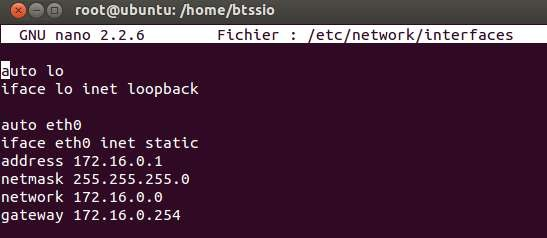 root@ubuntu: /home/btssio
GNU nano 2.2.6 Fichier : /etc/network/interfaces
auto lo
iface lo inet loopback
auto eth0
iface eth0 inet static
address 172.16.0.1
netmask 255.255.255.0
network 172.16.0.0
gateway 172.16.0.254